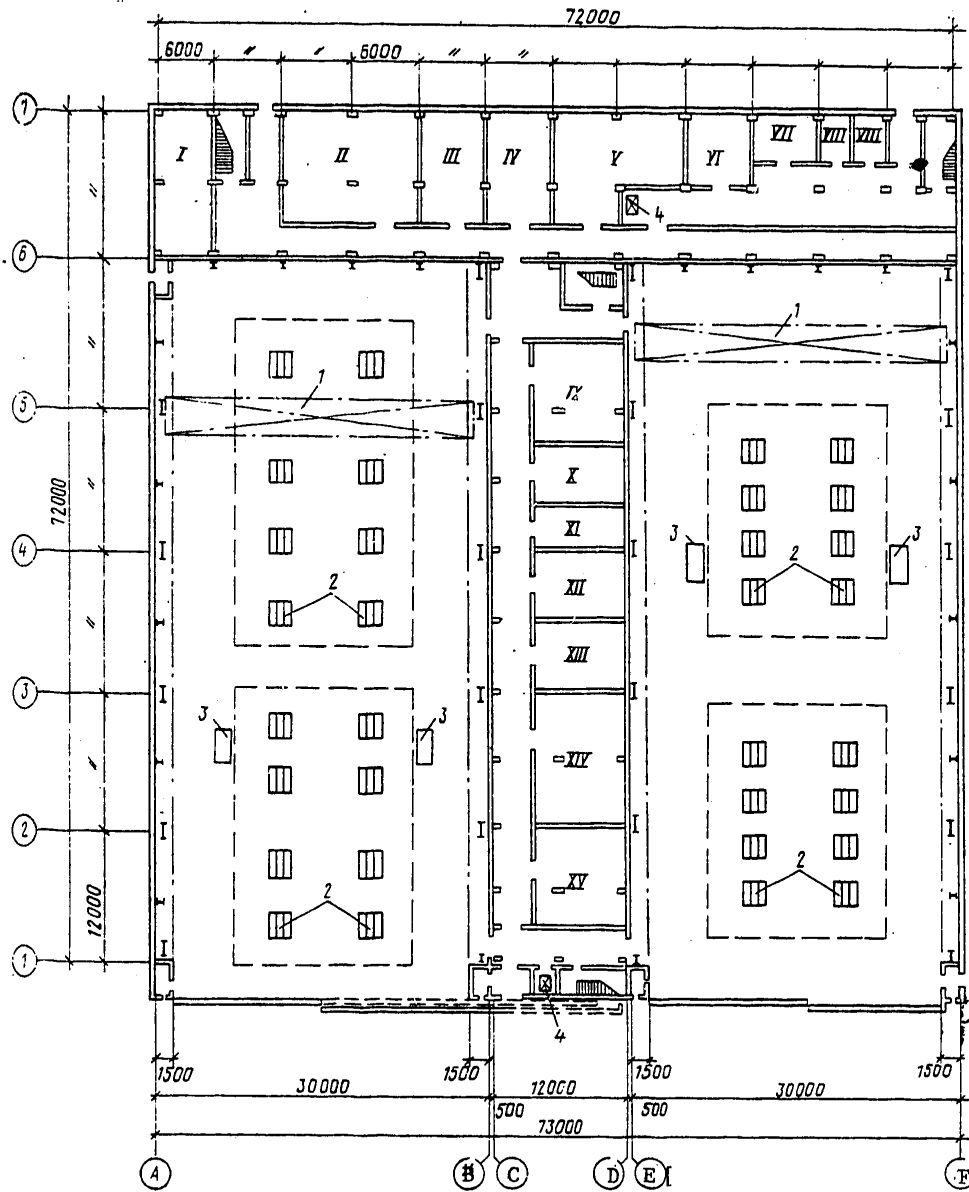 72000
6000 〃 〃 6000 〃 〃
7
I II III IV V VI VII VIII VIII
4
〃
6
1
〃
1
5
IX
72000
〃
X
4
XI
3 3
2 2
XII
〃
XIII
3
3 3
〃
XIV
2
2
XV
2
12000
1
4
1500 1500 1500 1500
30000 12000 30000
500 500
73000
A B C D E F